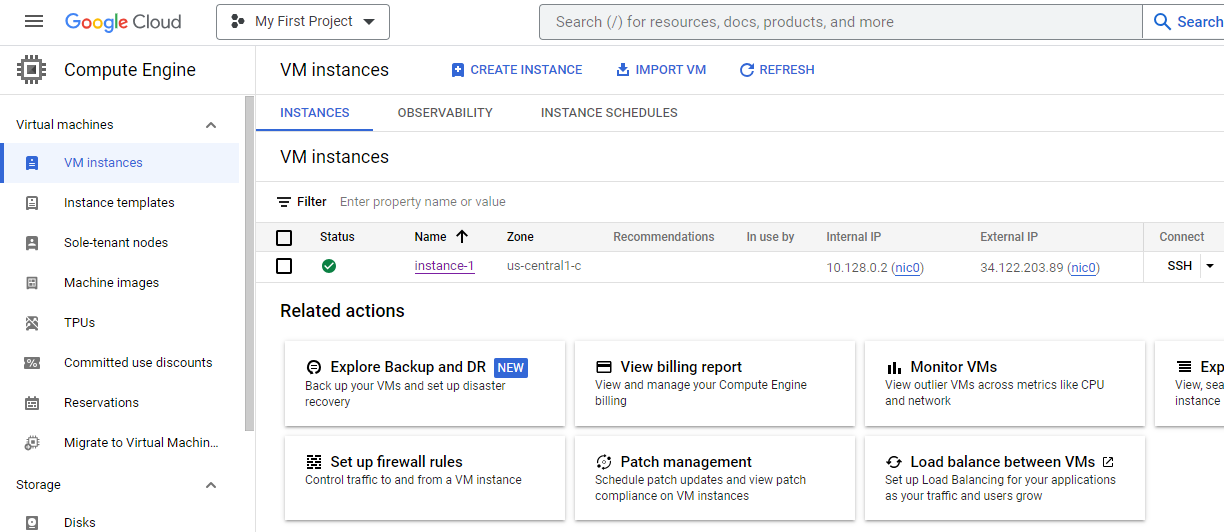 Google Cloud
My First Project
Search (/) for resources, docs, products, and more
Search
Compute Engine
VM instances
CREATE INSTANCE
IMPORT VM
REFRESH
INSTANCES
OBSERVABILITY
INSTANCE SCHEDULES
Virtual machines
VM instances
Instance templates
Sole-tenant nodes
Machine images
TPUs
Committed use discounts
Reservations
Migrate to Virtual Machin...
Storage
Disks
VM instances
Filter Enter property name or value
Status Name Zone Recommendations In use by Internal IP External IP Connect
instance-1 us-central1-c 10.128.0.2 (nic0) 34.122.203.89 (nic0) SSH
Related actions
Explore Backup and DR NEW
Back up your VMs and set up disaster
recovery
View billing report
View and manage your Compute Engine
billing
Monitor VMs
View outlier VMs across metrics like CPU
and network
Exp
View, sea
instance
Set up firewall rules
Control traffic to and from a VM instance
Patch management
Schedule patch updates and view patch
compliance on VM instances
Load balance between VMs
Set up Load Balancing for your applications
as your traffic and users grow